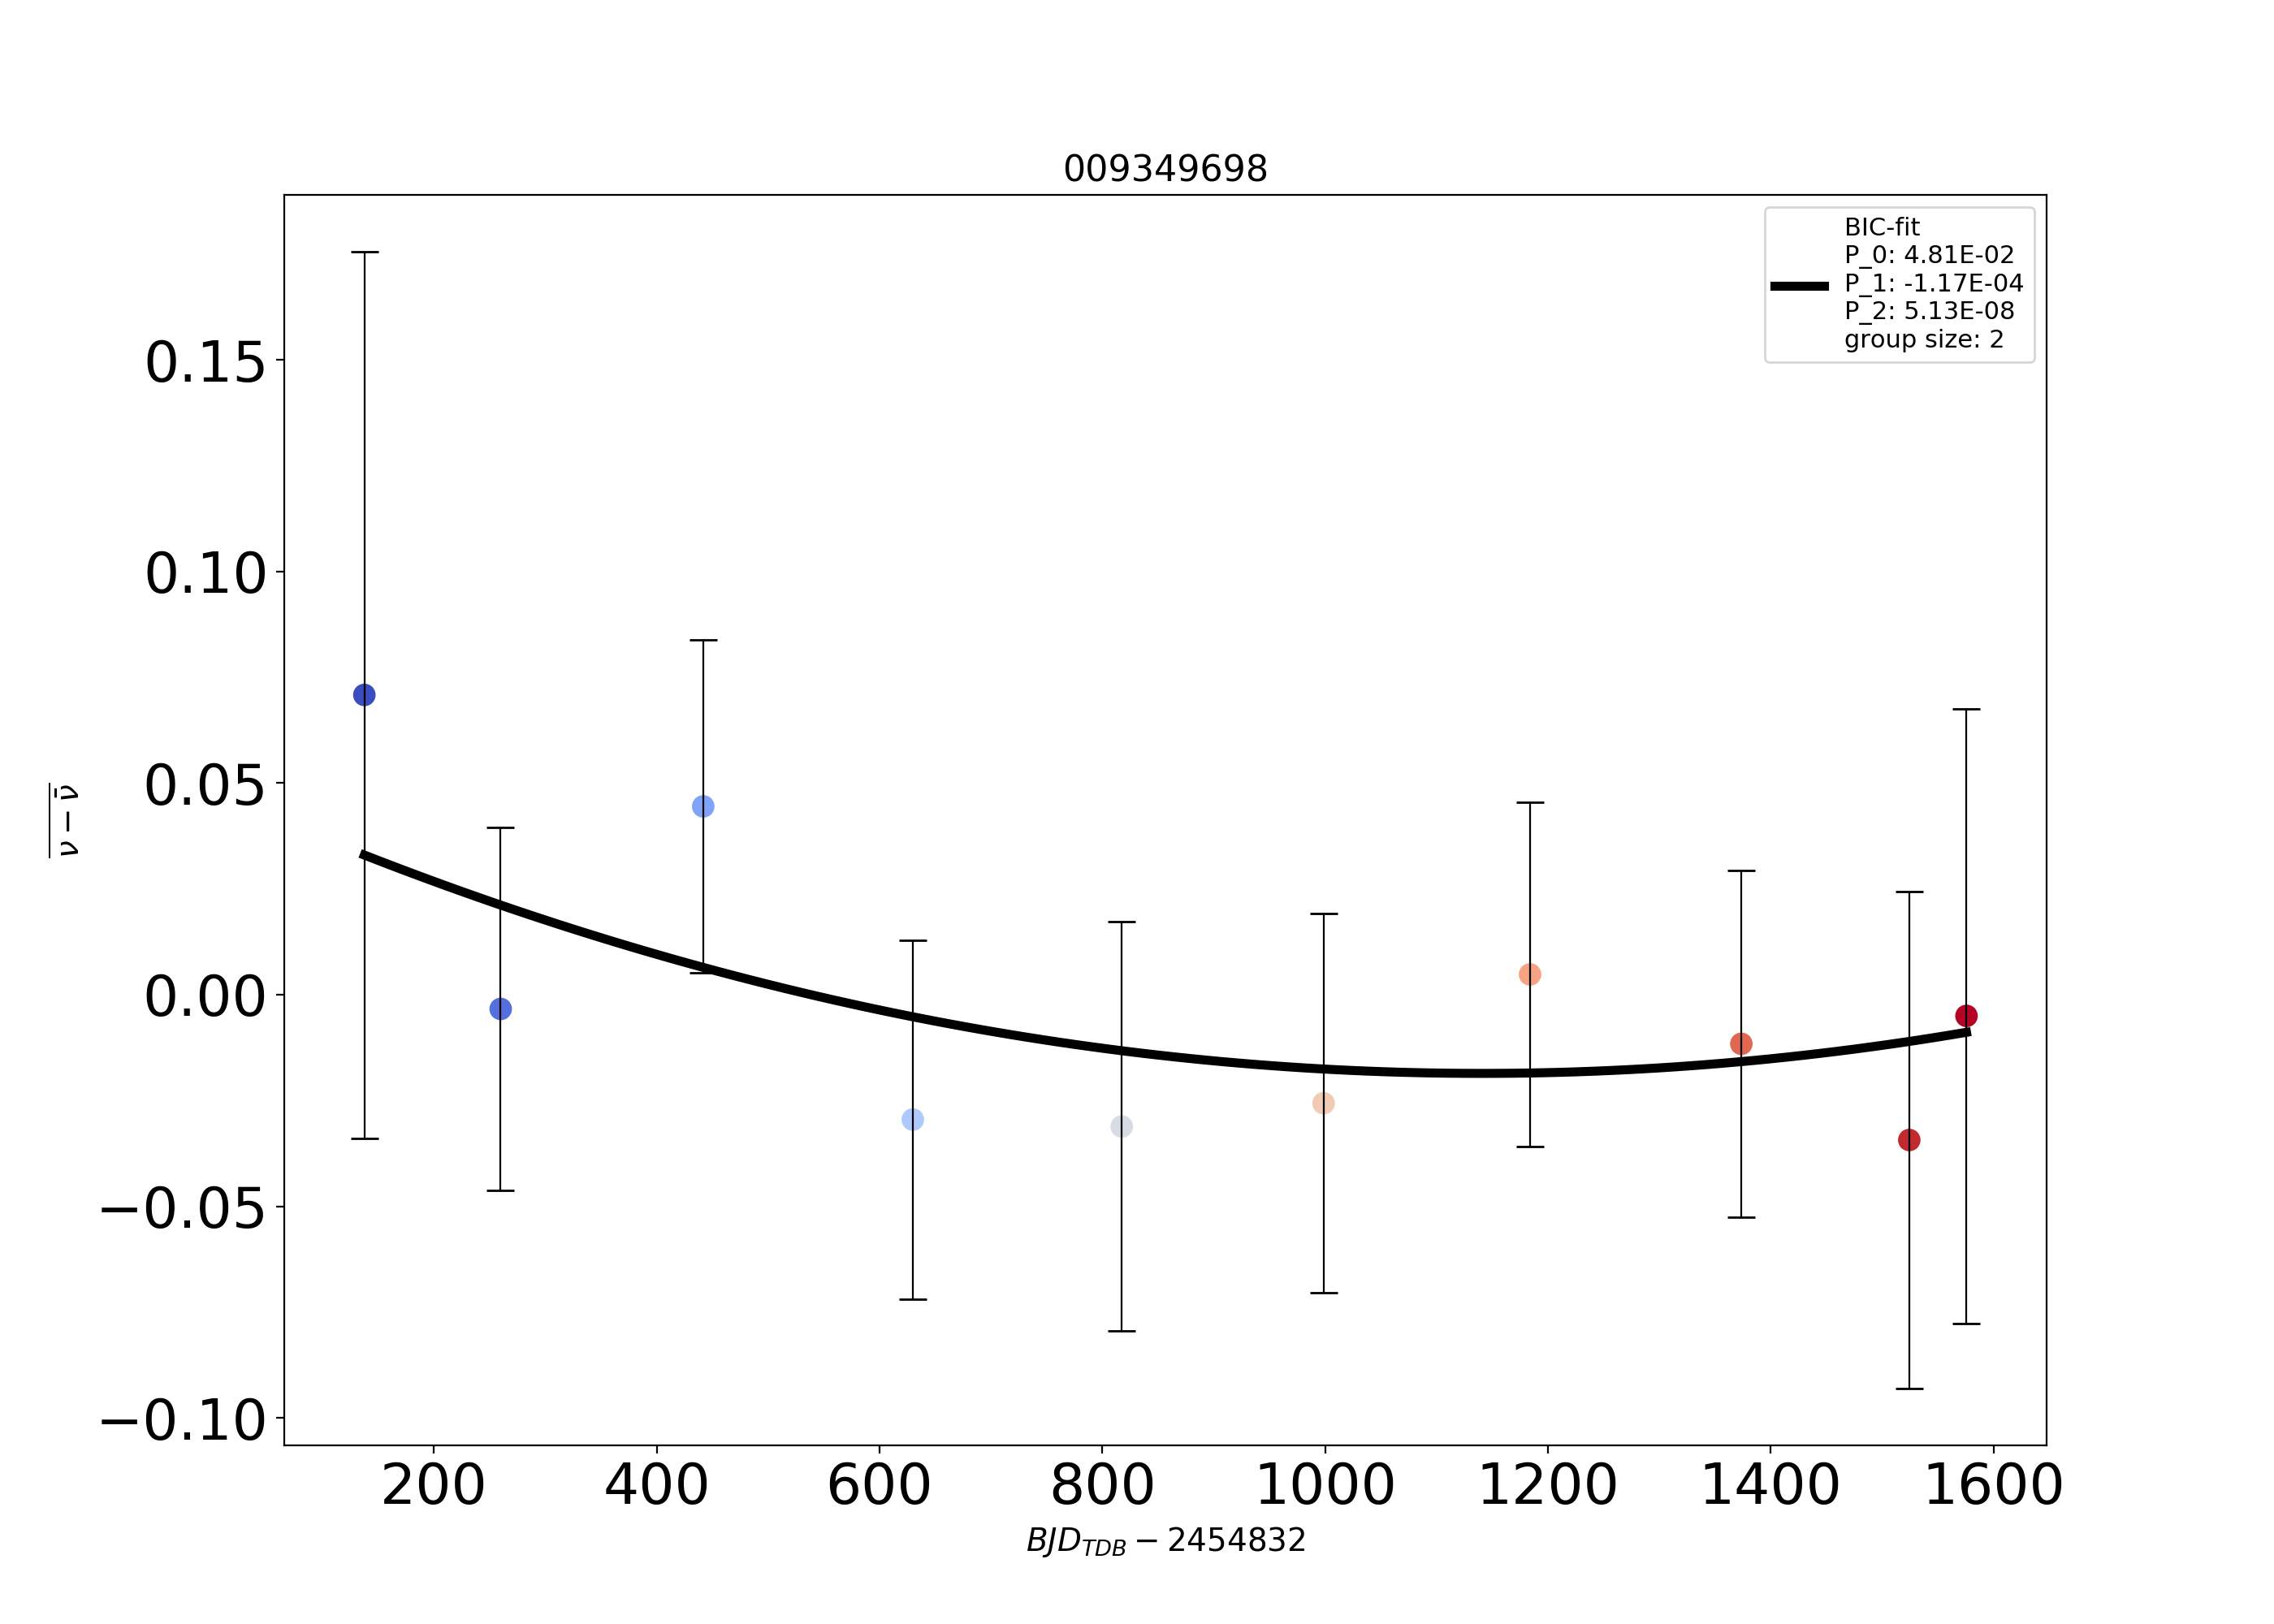 009349698
BIC-fit
P_0: 4.81E-02
P_1: -1.17E-04
P_2: 5.13E-08
group size: 2
0.15
0.10
0.05
0.00
−0.05
−0.10
ν − ν̄
200 400 600 800 1000 1200 1400 1600
BJD_TDB − 2454832